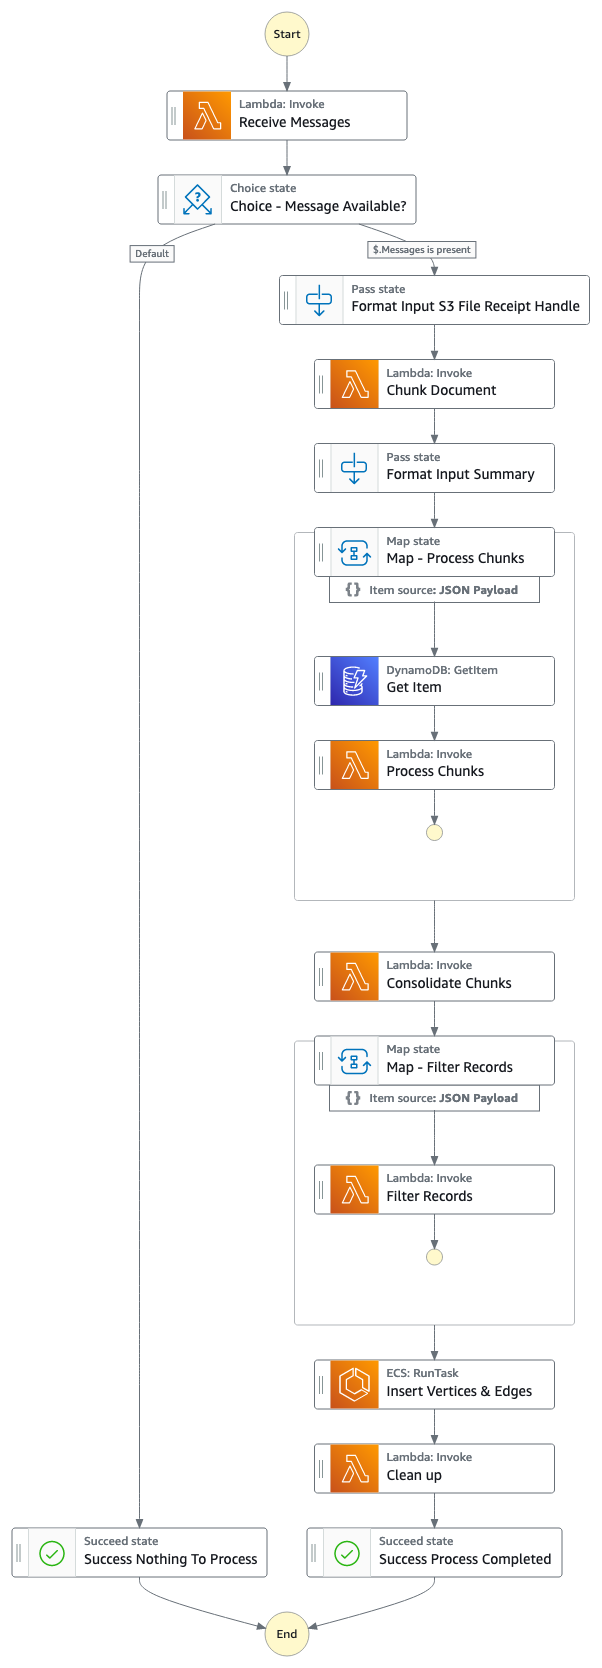 Start
Lambda: Invoke
Receive Messages
Choice state
Choice - Message Available?
Default
$.Messages is present
Pass state
Format Input S3 File Receipt Handle
Lambda: Invoke
Chunk Document
Pass state
Format Input Summary
Map state
Map - Process Chunks
{} Item source: JSON Payload
DynamoDB: GetItem
Get Item
Lambda: Invoke
Process Chunks
Lambda: Invoke
Consolidate Chunks
Map state
Map - Filter Records
{} Item source: JSON Payload
Lambda: Invoke
Filter Records
ECS: RunTask
Insert Vertices & Edges
Lambda: Invoke
Clean up
Succeed state
Success Nothing To Process
Succeed state
Success Process Completed
End